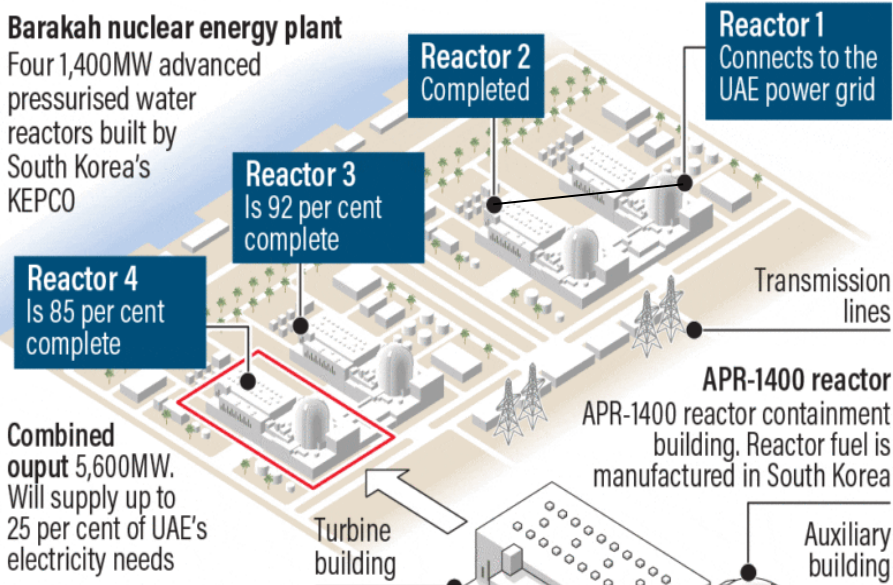 Barakah nuclear energy plant
Four 1,400MW advanced
pressurised water
reactors built by
South Korea's
KEPCO
Reactor 1
Connects to the
UAE power grid
Reactor 2
Completed
Reactor 3
Is 92 per cent
complete
Reactor 4
Is 85 per cent
complete
Transmission
lines
APR-1400 reactor
APR-1400 reactor containment
building. Reactor fuel is
manufactured in South Korea
Combined
ouput 5,600MW.
Will supply up to
25 per cent of UAE's
electricity needs
Turbine
building
Auxiliary
building